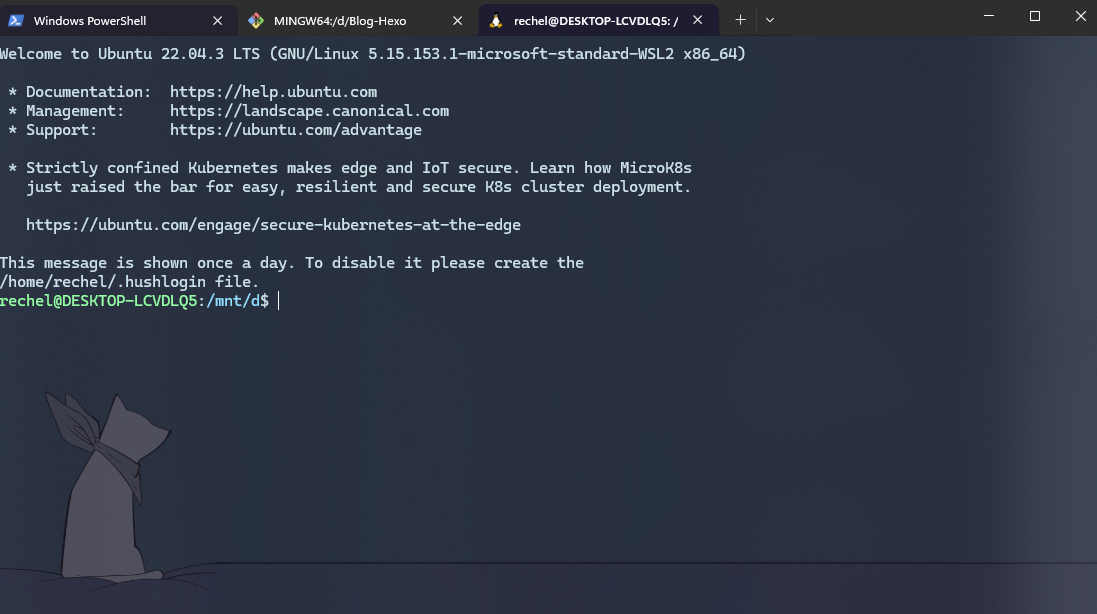 Windows PowerShell
MINGW64:/d/Blog-Hexo
rechel@DESKTOP-LCVDLQ5: /
Welcome to Ubuntu 22.04.3 LTS (GNU/Linux 5.15.153.1-microsoft-standard-WSL2 x86_64)
* Documentation:  https://help.ubuntu.com
* Management:     https://landscape.canonical.com
* Support:        https://ubuntu.com/advantage
* Strictly confined Kubernetes makes edge and IoT secure. Learn how MicroK8s
just raised the bar for easy, resilient and secure K8s cluster deployment.
https://ubuntu.com/engage/secure-kubernetes-at-the-edge
This message is shown once a day. To disable it please create the
/home/rechel/.hushlogin file.
rechel@DESKTOP-LCVDLQ5:/mnt/d$